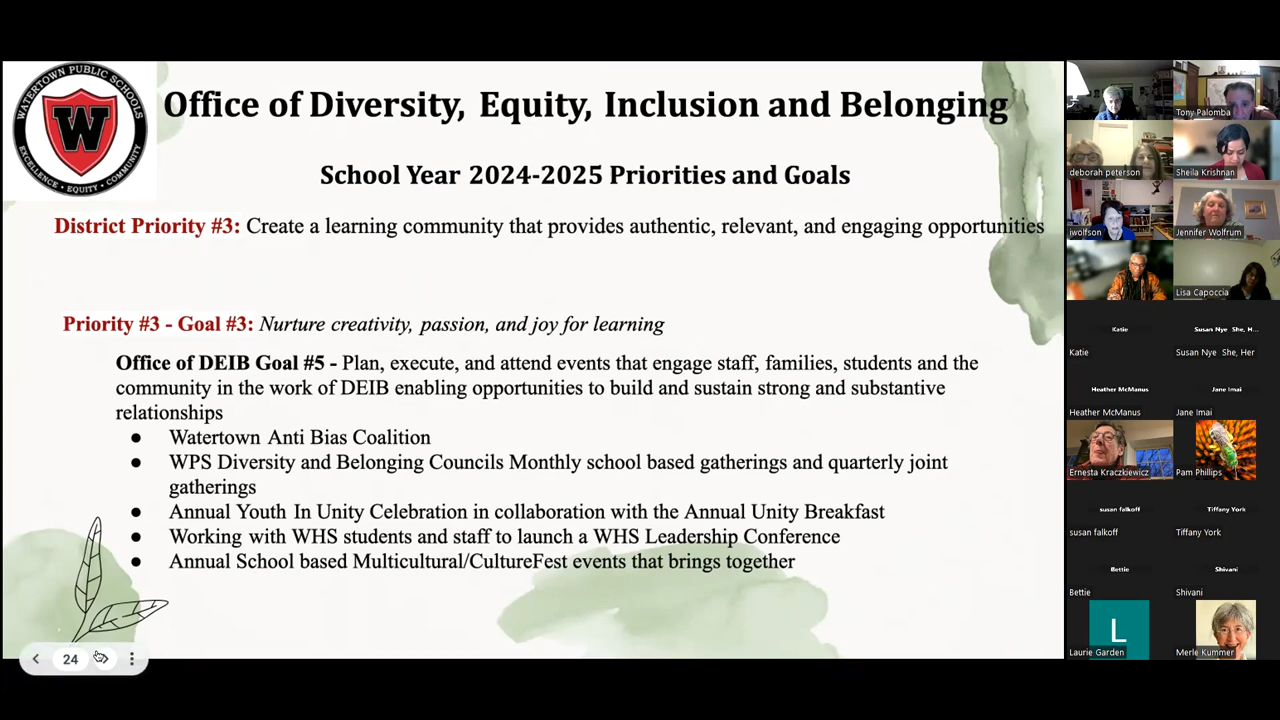 WATERTOWN PUBLIC SCHOOLS
W
EXCELLENCE • EQUITY • COMMUNITY
Office of Diversity, Equity, Inclusion and Belonging
School Year 2024-2025 Priorities and Goals
District Priority #3: Create a learning community that provides authentic, relevant, and engaging opportunities
Priority #3 - Goal #3: Nurture creativity, passion, and joy for learning
Office of DEIB Goal #5 - Plan, execute, and attend events that engage staff, families, students and the
community in the work of DEIB enabling opportunities to build and sustain strong and substantive
relationships
● Watertown Anti Bias Coalition
● WPS Diversity and Belonging Councils Monthly school based gatherings and quarterly joint
gatherings
● Annual Youth In Unity Celebration in collaboration with the Annual Unity Breakfast
● Working with WHS students and staff to launch a WHS Leadership Conference
● Annual School based Multicultural/CultureFest events that brings together
24
Tony Palomba
deborah peterson
Sheila Krishnan
iwolfson
Jennifer Wolfrum
Lisa Capoccia
Katie
Susan Nye She, H...
Katie
Susan Nye She, Her
Heather McManus
Jane Imai
Heather McManus
Jane Imai
Ernesta Kraczkiewicz
Pam Phillips
susan falkoff
Tiffany York
susan falkoff
Tiffany York
Bettie
Shivani
Bettie
Shivani
L
Laurie Garden
Merle Kummer